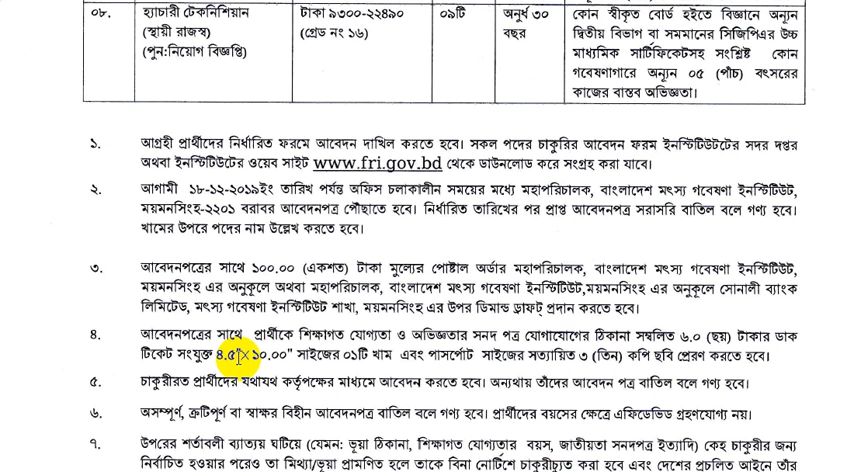 ০৮. হ্যাচারী টেকনিশিয়ান টাকা ৯৩০০-২২৪৯০ ০৯টি অনুর্ধ ৩০ কোন স্বীকৃত বোর্ড হইতে বিজ্ঞানে অন্যূন
(স্থায়ী রাজস্ব) (গ্রেড নং ১৬) বছর দ্বিতীয় বিভাগ বা সমমানের সিজিপিএর উচ্চ
(পুন:নিয়োগ বিজ্ঞপ্তি) মাধ্যমিক সার্টিফিকেটসহ সংশ্লিষ্ট কোন
গবেষণাগারে অন্যূন ০৫ (পাঁচ) বৎসরের
কাজের বাস্তব অভিজ্ঞতা।
১. আগ্রহী প্রার্থীদের নির্ধারিত ফরমে আবেদন দাখিল করতে হবে। সকল পদের চাকুরির আবেদন ফরম ইনস্টিটিউটটের সদর দপ্তর
অথবা ইনস্টিটিউটের ওয়েব সাইট www.fri.gov.bd থেকে ডাউনলোড করে সংগ্রহ করা যাবে।
২. আগামী ১৮-১২-২০১৯ইং তারিখ পর্যন্ত অফিস চলাকালীন সময়ের মধ্যে মহাপরিচালক, বাংলাদেশ মৎস্য গবেষণা ইনস্টিটিউট,
ময়মনসিংহ-২২০১ বরাবর আবেদনপত্র পৌঁছাতে হবে। নির্ধারিত তারিখের পর প্রাপ্ত আবেদনপত্র সরাসরি বাতিল বলে গণ্য হবে।
খামের উপরে পদের নাম উল্লেখ করতে হবে।
৩. আবেদনপত্রের সাথে ১০০.০০ (একশত) টাকা মুল্যের পোষ্টাল অর্ডার মহাপরিচালক, বাংলাদেশ মৎস্য গবেষণা ইনস্টিটিউট,
ময়মনসিংহ এর অনুকূলে অথবা মহাপরিচালক, বাংলাদেশ মৎস্য গবেষণা ইনস্টিটিউট,ময়মনসিংহ এর অনুকূলে সোনালী ব্যাংক
লিমিটেড, মৎস্য গবেষণা ইনস্টিটিউট শাখা, ময়মনসিংহ এর উপর ডিমান্ড ড্রাফট্ প্রদান করতে হবে।
৪. আবেদনপত্রের সাথে প্রার্থীকে শিক্ষাগত যোগ্যতা ও অভিজ্ঞতার সনদ পত্র যোগাযোগের ঠিকানা সম্বলিত ৬.০ (ছয়) টাকার ডাক
টিকেট সংযুক্ত ৪.৫"×১০.০০" সাইজের ০১টি খাম এবং পাসর্পোট সাইজের সত্যায়িত ৩ (তিন) কপি ছবি প্রেরণ করতে হবে।
৫. চাকুরীরত প্রার্থীদের যথাযথ কর্তৃপক্ষের মাধ্যমে আবেদন করতে হবে। অন্যথায় তাঁদের আবেদন পত্র বাতিল বলে গণ্য হবে।
৬. অসম্পূর্ণ, ত্রুটিপূর্ণ বা স্বাক্ষর বিহীন আবেদনপত্র বাতিল বলে গণ্য হবে। প্রার্থীদের বয়সের ক্ষেত্রে এফিডেভিড গ্রহণযোগ্য নয়।
৭. উপরের শর্তাবলী ব্যাত্যয় ঘটিয়ে (যেমন: ভূয়া ঠিকানা, শিক্ষাগত যোগ্যতার বয়স, জাতীয়তা সনদপত্র ইত্যাদি) কেহ চাকুরীর জন্য
নির্বাচিত হওয়ার পরেও তা মিথ্যা/ভূয়া প্রামণিত হলে তাকে বিনা নোটিশে চাকুরীচ্যুত করা হবে এবং দেশের প্রচলিত আইনে তাঁর